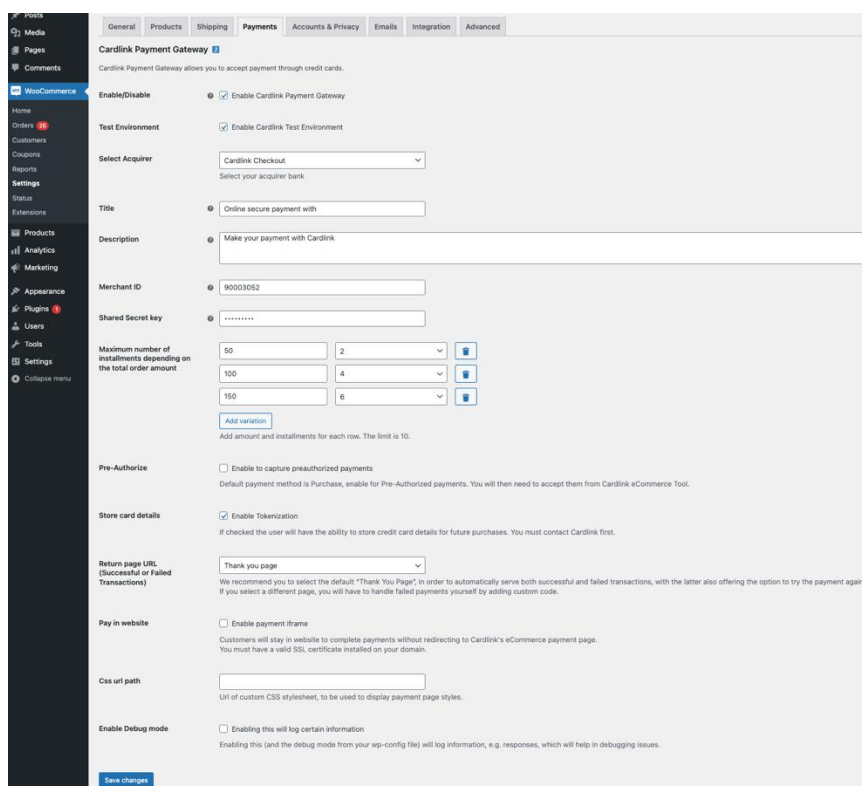 Posts
Media
Pages
Comments
WooCommerce
Home
Orders 26
Customers
Coupons
Reports
Settings
Status
Extensions
Products
Analytics
Marketing
Appearance
Plugins 1
Users
Tools
Settings
Collapse menu
General Products Shipping Payments Accounts & Privacy Emails Integration Advanced
Cardlink Payment Gateway
Cardlink Payment Gateway allows you to accept payment through credit cards.
Enable/Disable Enable Cardlink Payment Gateway
Test Environment Enable Cardlink Test Environment
Select Acquirer Cardlink Checkout
Select your acquirer bank
Title Online secure payment with
Description Make your payment with Cardlink
Merchant ID 90003052
Shared Secret key ·········
Maximum number of
installments depending on
the total order amount
50 2
100 4
150 6
Add variation
Add amount and installments for each row. The limit is 10.
Pre-Authorize Enable to capture preauthorized payments
Default payment method is Purchase, enable for Pre-Authorized payments. You will then need to accept them from Cardlink eCommerce Tool.
Store card details Enable Tokenization
If checked the user will have the ability to store credit card details for future purchases. You must contact Cardlink first.
Return page URL
(Successful or Failed
Transactions)
Thank you page
We recommend you to select the default "Thank You Page", in order to automatically serve both successful and failed transactions, with the latter also offering the option to try the payment again
If you select a different page, you will have to handle failed payments yourself by adding custom code.
Pay in website Enable payment iframe
Customers will stay in website to complete payments without redirecting to Cardlink's eCommerce payment page.
You must have a valid SSL certificate installed on your domain.
Css url path
Url of custom CSS stylesheet, to be used to display payment page styles.
Enable Debug mode Enabling this will log certain information
Enabling this (and the debug mode from your wp-config file) will log information, e.g. responses, which will help in debugging issues.
Save changes